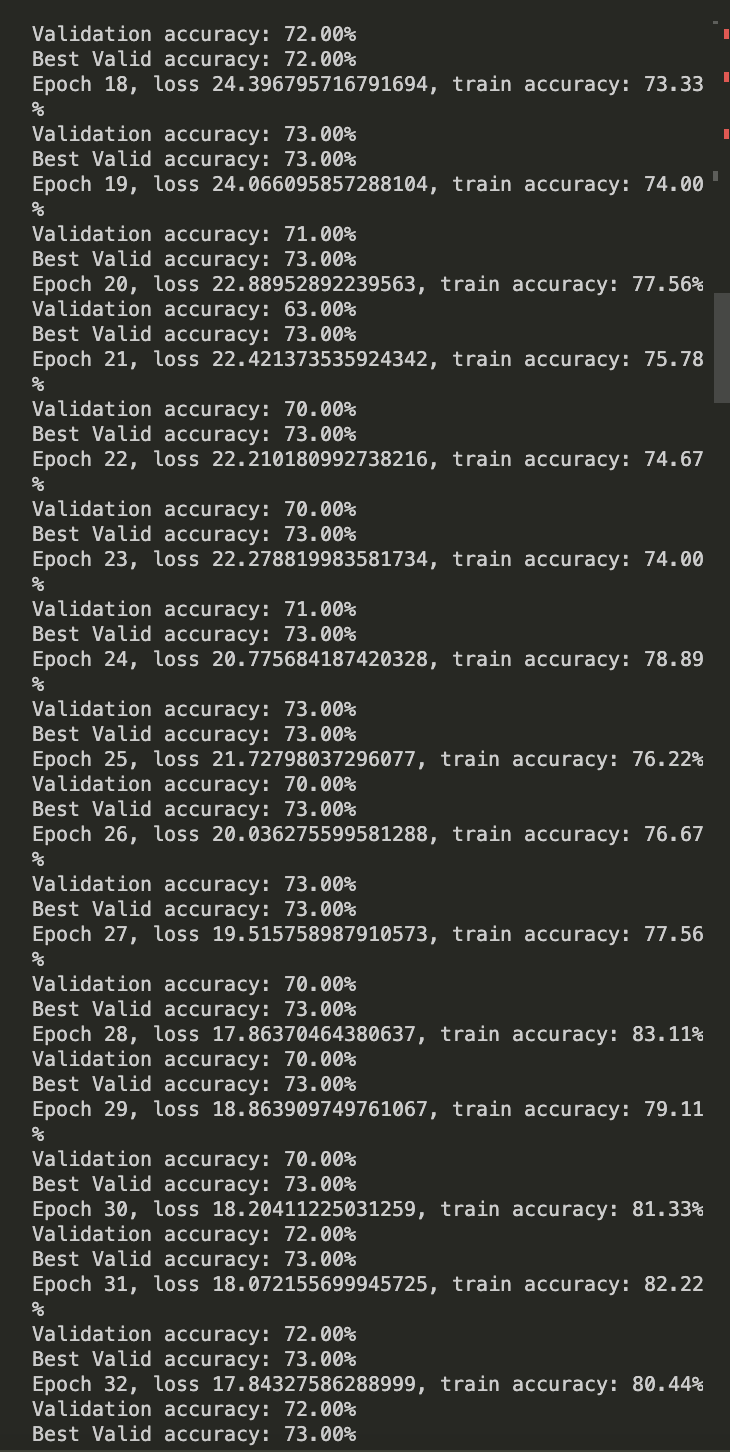 Validation accuracy: 72.00%
Best Valid accuracy: 72.00%
Epoch 18, loss 24.396795716791694, train accuracy: 73.33
%
Validation accuracy: 73.00%
Best Valid accuracy: 73.00%
Epoch 19, loss 24.066095857288104, train accuracy: 74.00
%
Validation accuracy: 71.00%
Best Valid accuracy: 73.00%
Epoch 20, loss 22.88952892239563, train accuracy: 77.56%
Validation accuracy: 63.00%
Best Valid accuracy: 73.00%
Epoch 21, loss 22.421373535924342, train accuracy: 75.78
%
Validation accuracy: 70.00%
Best Valid accuracy: 73.00%
Epoch 22, loss 22.210180992738216, train accuracy: 74.67
%
Validation accuracy: 70.00%
Best Valid accuracy: 73.00%
Epoch 23, loss 22.278819983581734, train accuracy: 74.00
%
Validation accuracy: 71.00%
Best Valid accuracy: 73.00%
Epoch 24, loss 20.775684187420328, train accuracy: 78.89
%
Validation accuracy: 73.00%
Best Valid accuracy: 73.00%
Epoch 25, loss 21.72798037296077, train accuracy: 76.22%
Validation accuracy: 70.00%
Best Valid accuracy: 73.00%
Epoch 26, loss 20.036275599581288, train accuracy: 76.67
%
Validation accuracy: 73.00%
Best Valid accuracy: 73.00%
Epoch 27, loss 19.515758987910573, train accuracy: 77.56
%
Validation accuracy: 70.00%
Best Valid accuracy: 73.00%
Epoch 28, loss 17.86370464380637, train accuracy: 83.11%
Validation accuracy: 70.00%
Best Valid accuracy: 73.00%
Epoch 29, loss 18.863909749761067, train accuracy: 79.11
%
Validation accuracy: 70.00%
Best Valid accuracy: 73.00%
Epoch 30, loss 18.20411225031259, train accuracy: 81.33%
Validation accuracy: 72.00%
Best Valid accuracy: 73.00%
Epoch 31, loss 18.072155699945725, train accuracy: 82.22
%
Validation accuracy: 72.00%
Best Valid accuracy: 73.00%
Epoch 32, loss 17.84327586288999, train accuracy: 80.44%
Validation accuracy: 72.00%
Best Valid accuracy: 73.00%